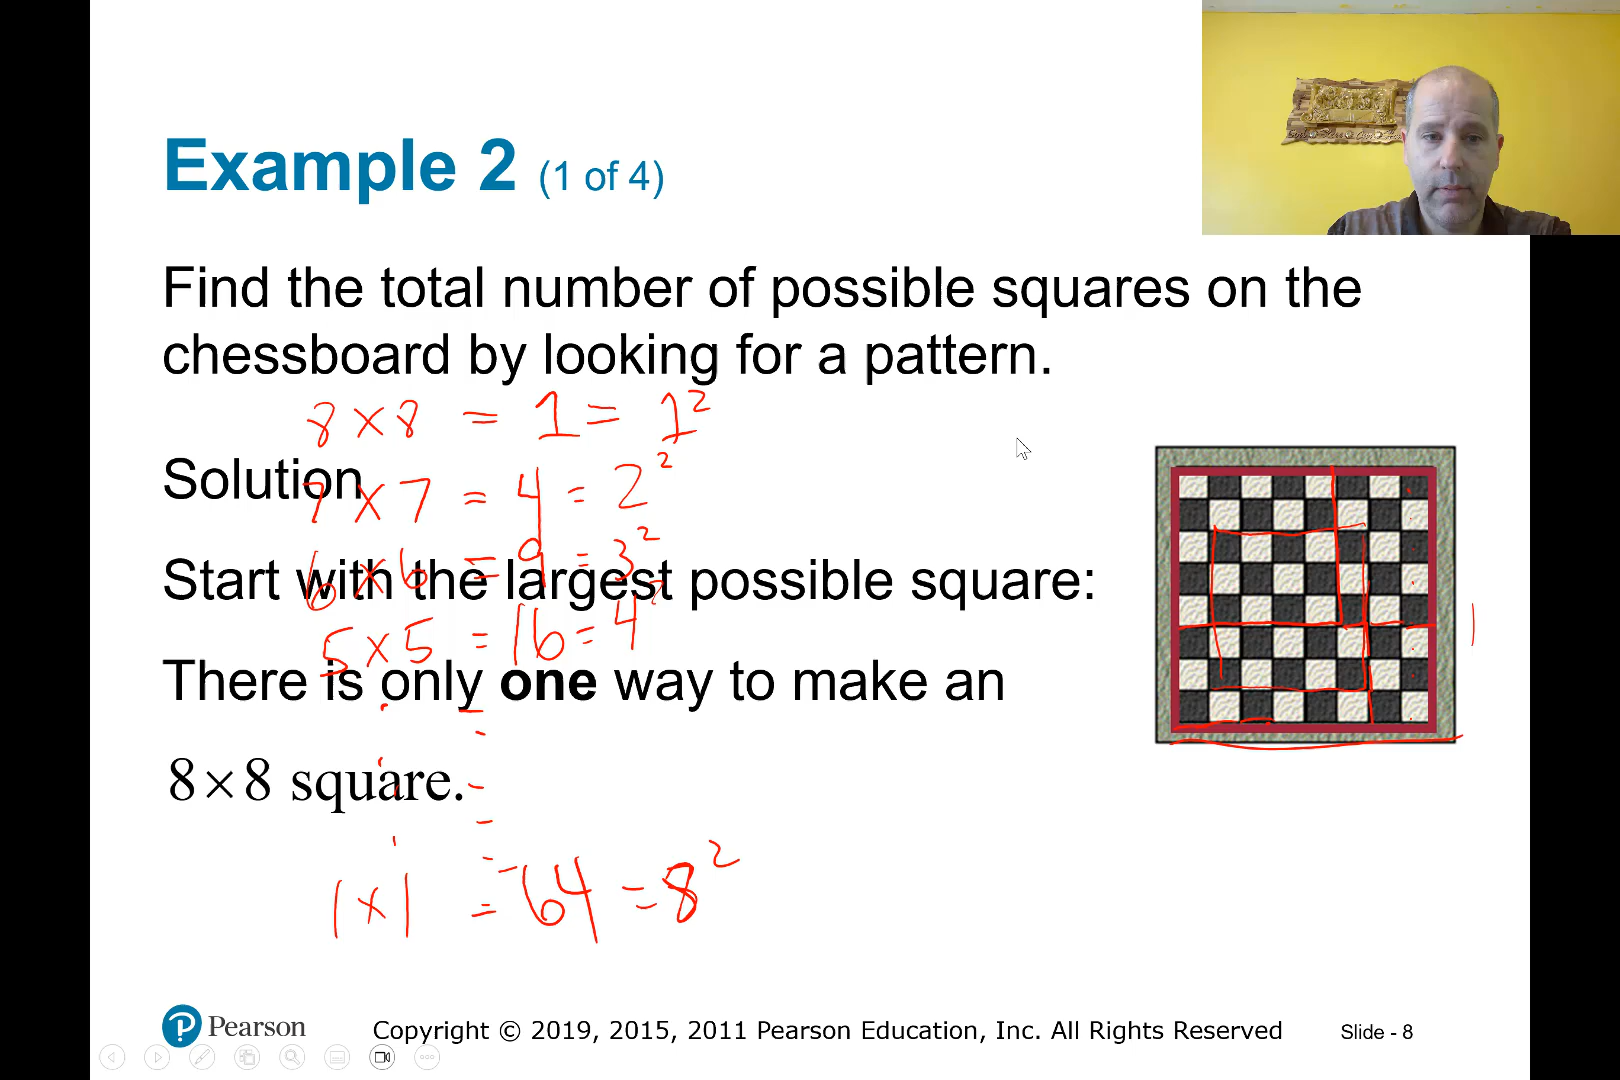 Example 2 (1 of 4)
Find the total number of possible squares on the
chessboard by looking for a pattern.
8 × 8 = 1 = 1²
Solution
7 × 7 = 4 = 2²
6 × 6 = 9 = 3²
Start with the largest possible square:
5 × 5 = 16 = 4²
There is only one way to make an
8×8 square.
1 × 1 = 64 = 8²
Pearson
Copyright © 2019, 2015, 2011 Pearson Education, Inc. All Rights Reserved
Slide - 8